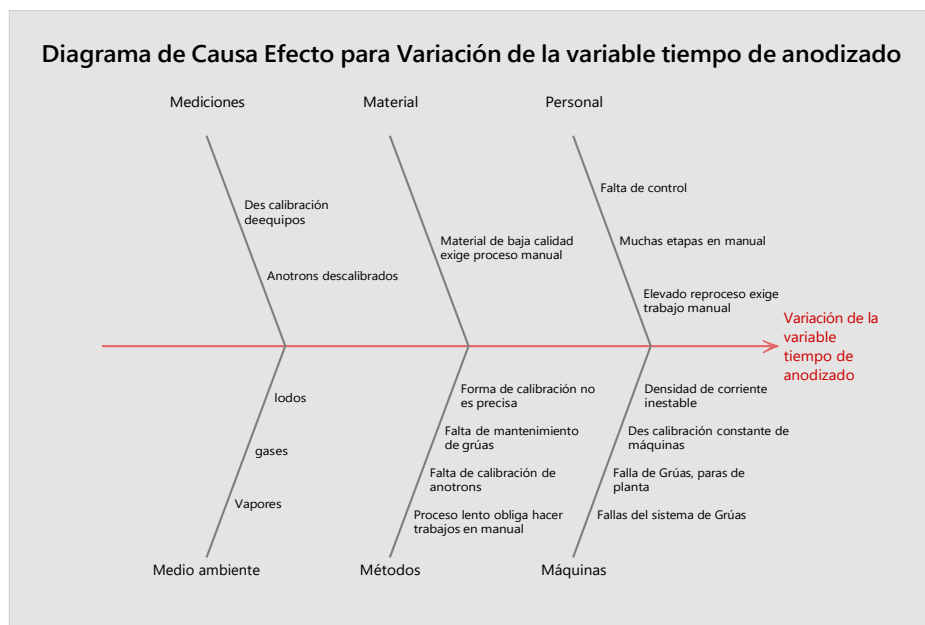 Diagrama de Causa Efecto para Variación de la variable tiempo de anodizado
Mediciones
Material
Personal
Des calibración
deequipos
Anotrons descalibrados
Material de baja calidad
exige proceso manual
Falta de control
Muchas etapas en manual
Elevado reproceso exige
trabajo manual
Variación de la
variable
tiempo de
anodizado
lodos
gases
Vapores
Medio ambiente
Forma de calibración no
es precisa
Falta de mantenimiento
de grúas
Falta de calibración de
anotrons
Proceso lento obliga hacer
trabajos en manual
Métodos
Densidad de corriente
inestable
Des calibración constante de
máquinas
Falla de Grúas, paras de
planta
Fallas del sistema de Grúas
Máquinas